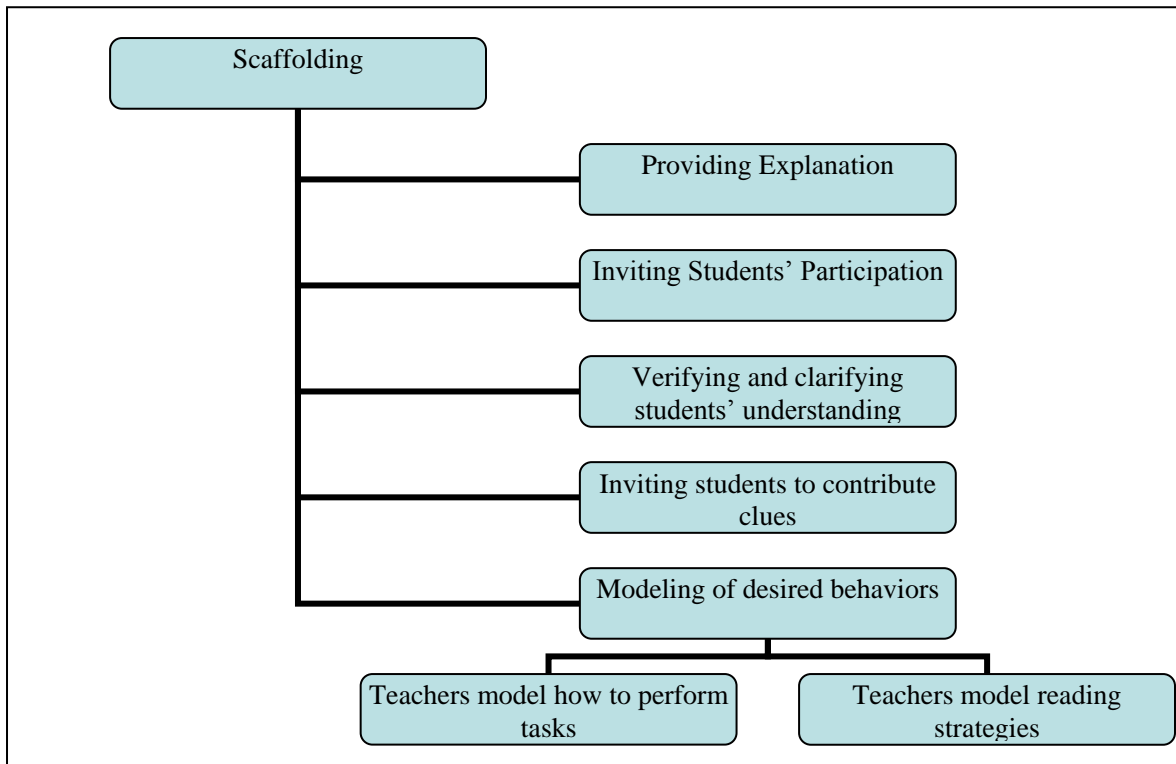 Scaffolding
Providing Explanation
Inviting Students’ Participation
Verifying and clarifying
students’ understanding
Inviting students to contribute
clues
Modeling of desired behaviors
Teachers model how to perform
tasks
Teachers model reading
strategies